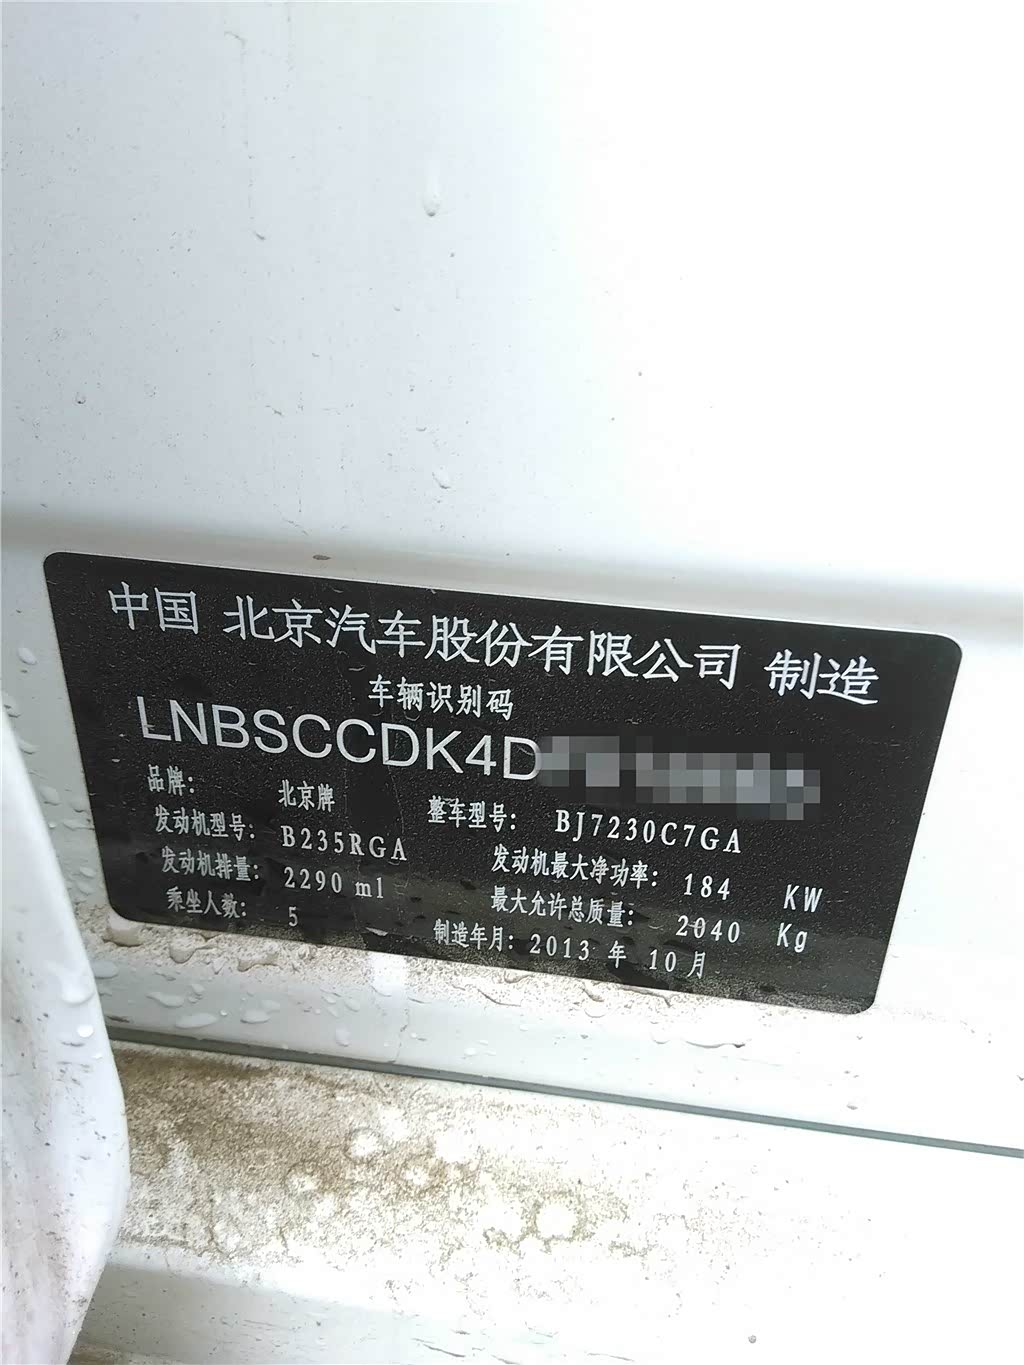 中国 北京汽车股份有限公司 制造
车辆识别码
LNBSCCDK4D
品牌： 北京牌 整车型号： BJ7230C7GA
发动机型号： B235RGA 发动机最大净功率： 184 KW
发动机排量： 2290 ml 最大允许总质量： 2040 Kg
乘坐人数： 5 制造年月： 2013 年 10 月